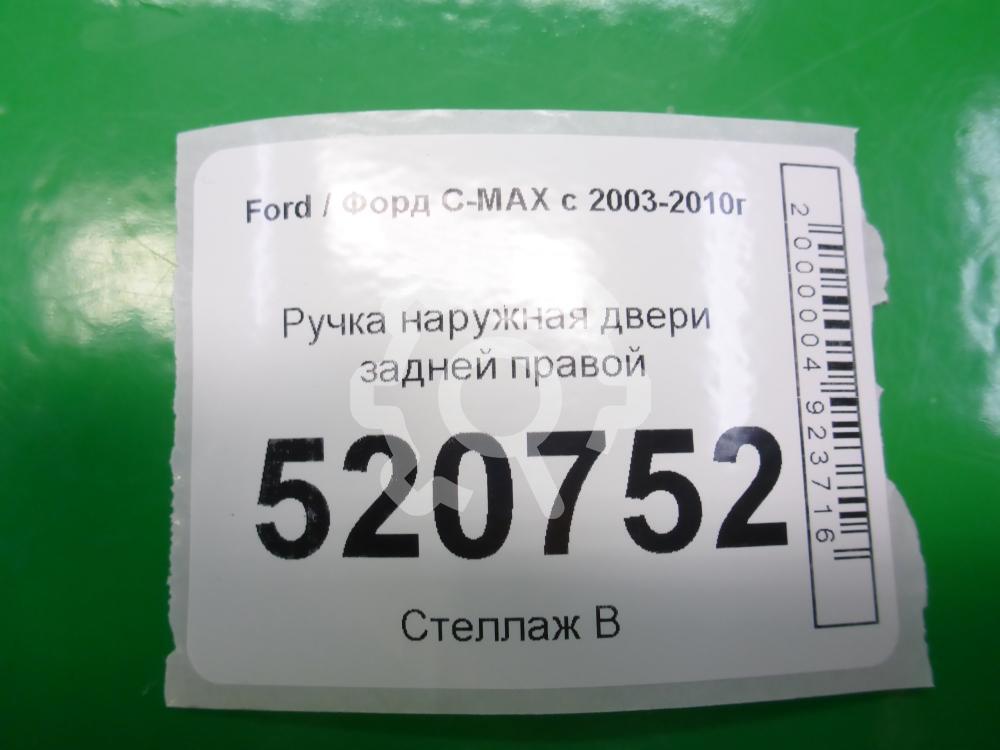 Ford / Форд C-MAX с 2003-2010г
Ручка наружная двери
задней правой
520752
Стеллаж В
2000004923716